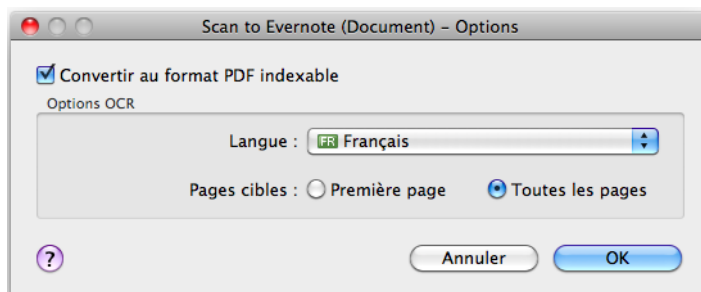 Scan to Evernote (Document) – Options
Convertir au format PDF indexable
Options OCR
Langue : FR Français
Pages cibles : Première page Toutes les pages
? Annuler OK